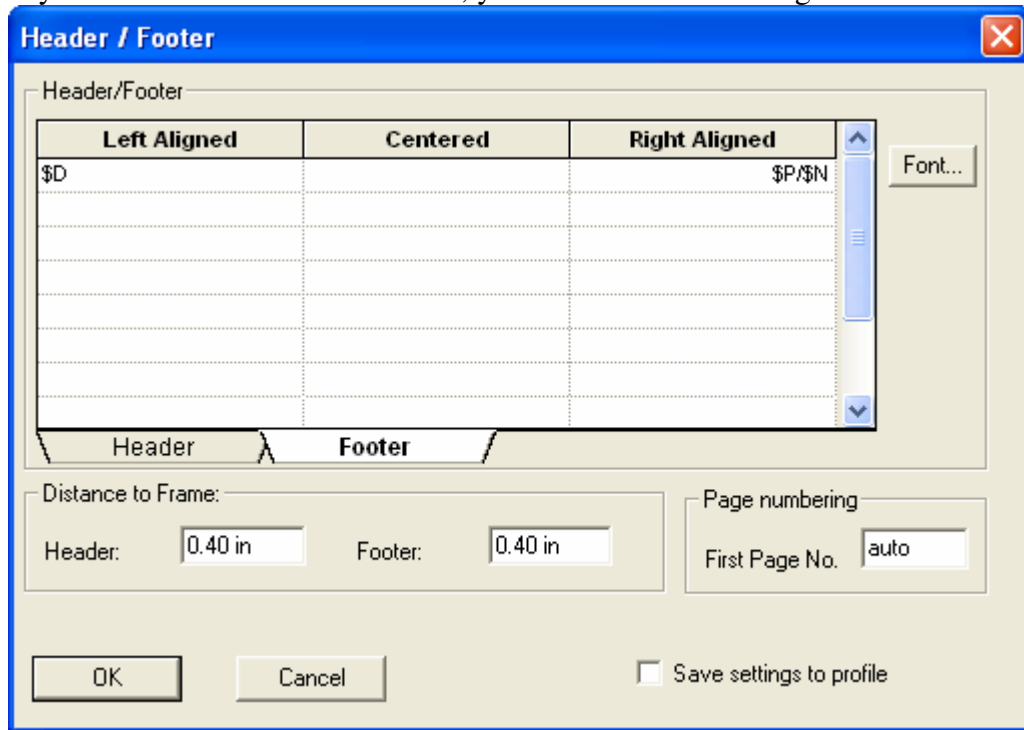 Header / Footer
Header/Footer
Left Aligned Centered Right Aligned
$D $P/$N
Font...
Header Footer
Distance to Frame:
Header: 0.40 in Footer: 0.40 in
Page numbering
First Page No. auto
OK Cancel
Save settings to profile